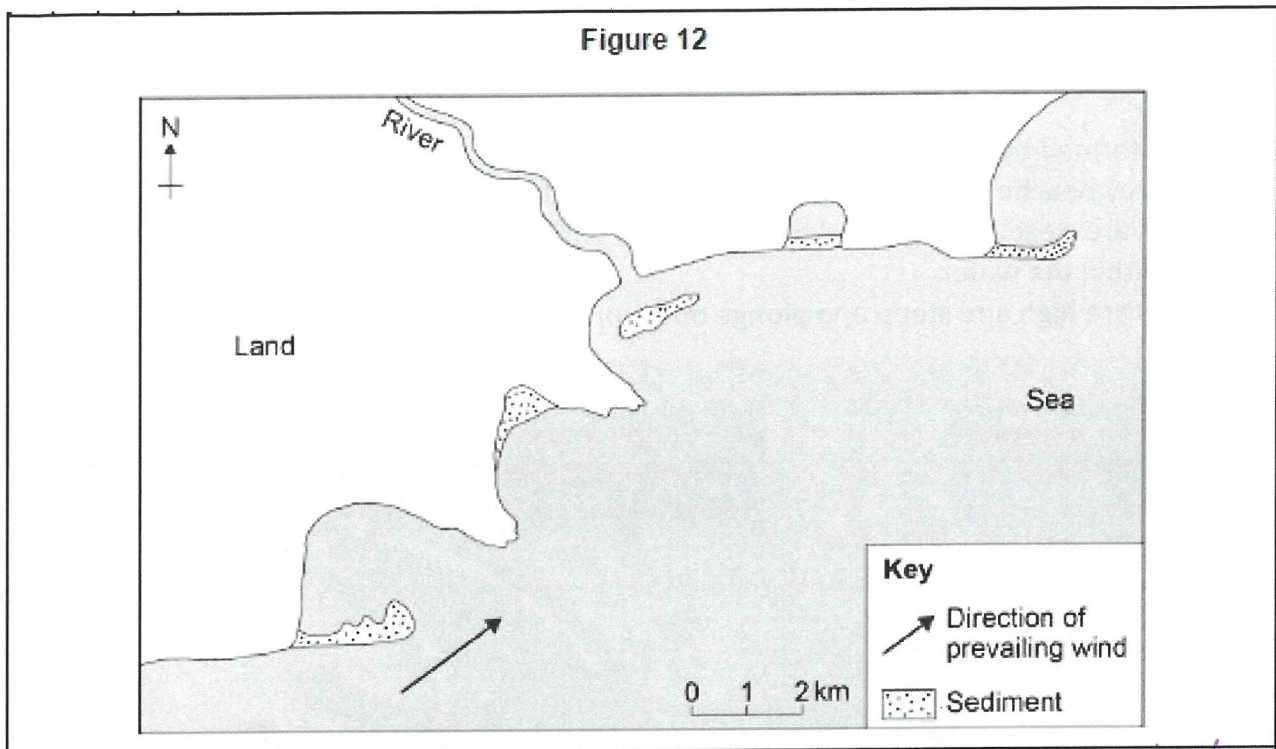 Figure 12
N
River
Land
Sea
Key
Direction of
prevailing wind
Sediment
0 1 2 km